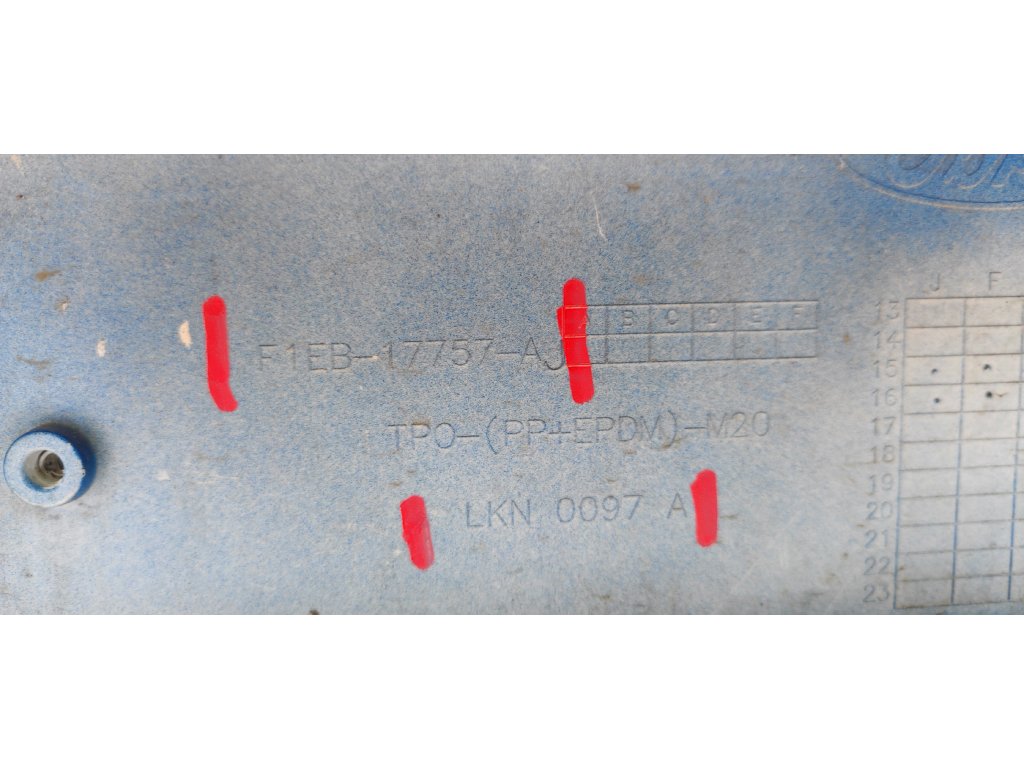 F1EB-17757-AJ
B C D E F
TPO-(PP+EPDM)-M20
LKN 0097 A
J F
13
14
15
16
17
18
19
20
21
22
23